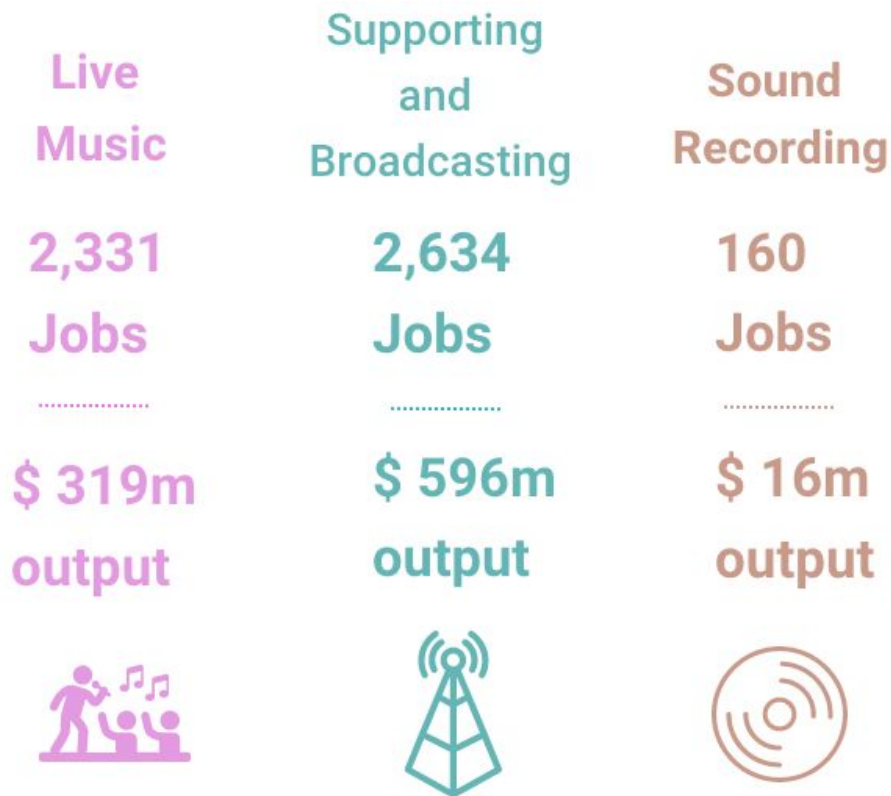 Live
Music
2,331
Jobs
$ 319m
output
Supporting
and
Broadcasting
2,634
Jobs
$ 596m
output
Sound
Recording
160
Jobs
$ 16m
output